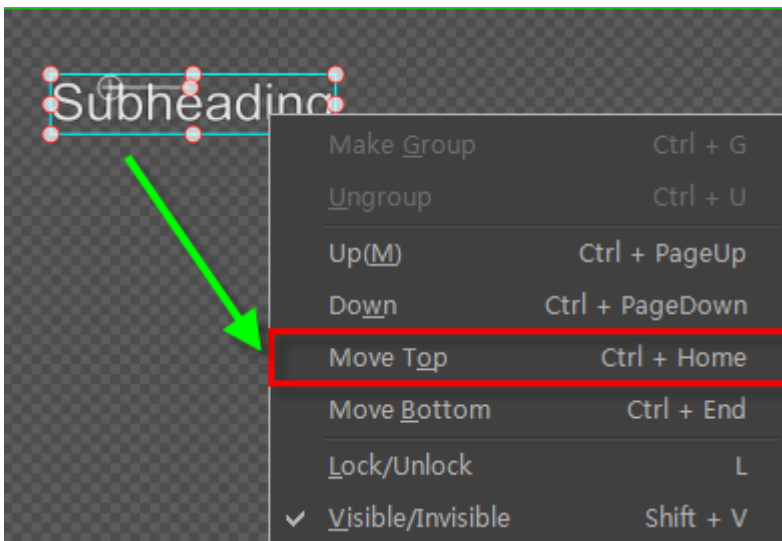 Subheading
Make Group Ctrl + G
Ungroup Ctrl + U
Up(M) Ctrl + PageUp
Down Ctrl + PageDown
Move Top Ctrl + Home
Move Bottom Ctrl + End
Lock/Unlock L
Visible/Invisible Shift + V